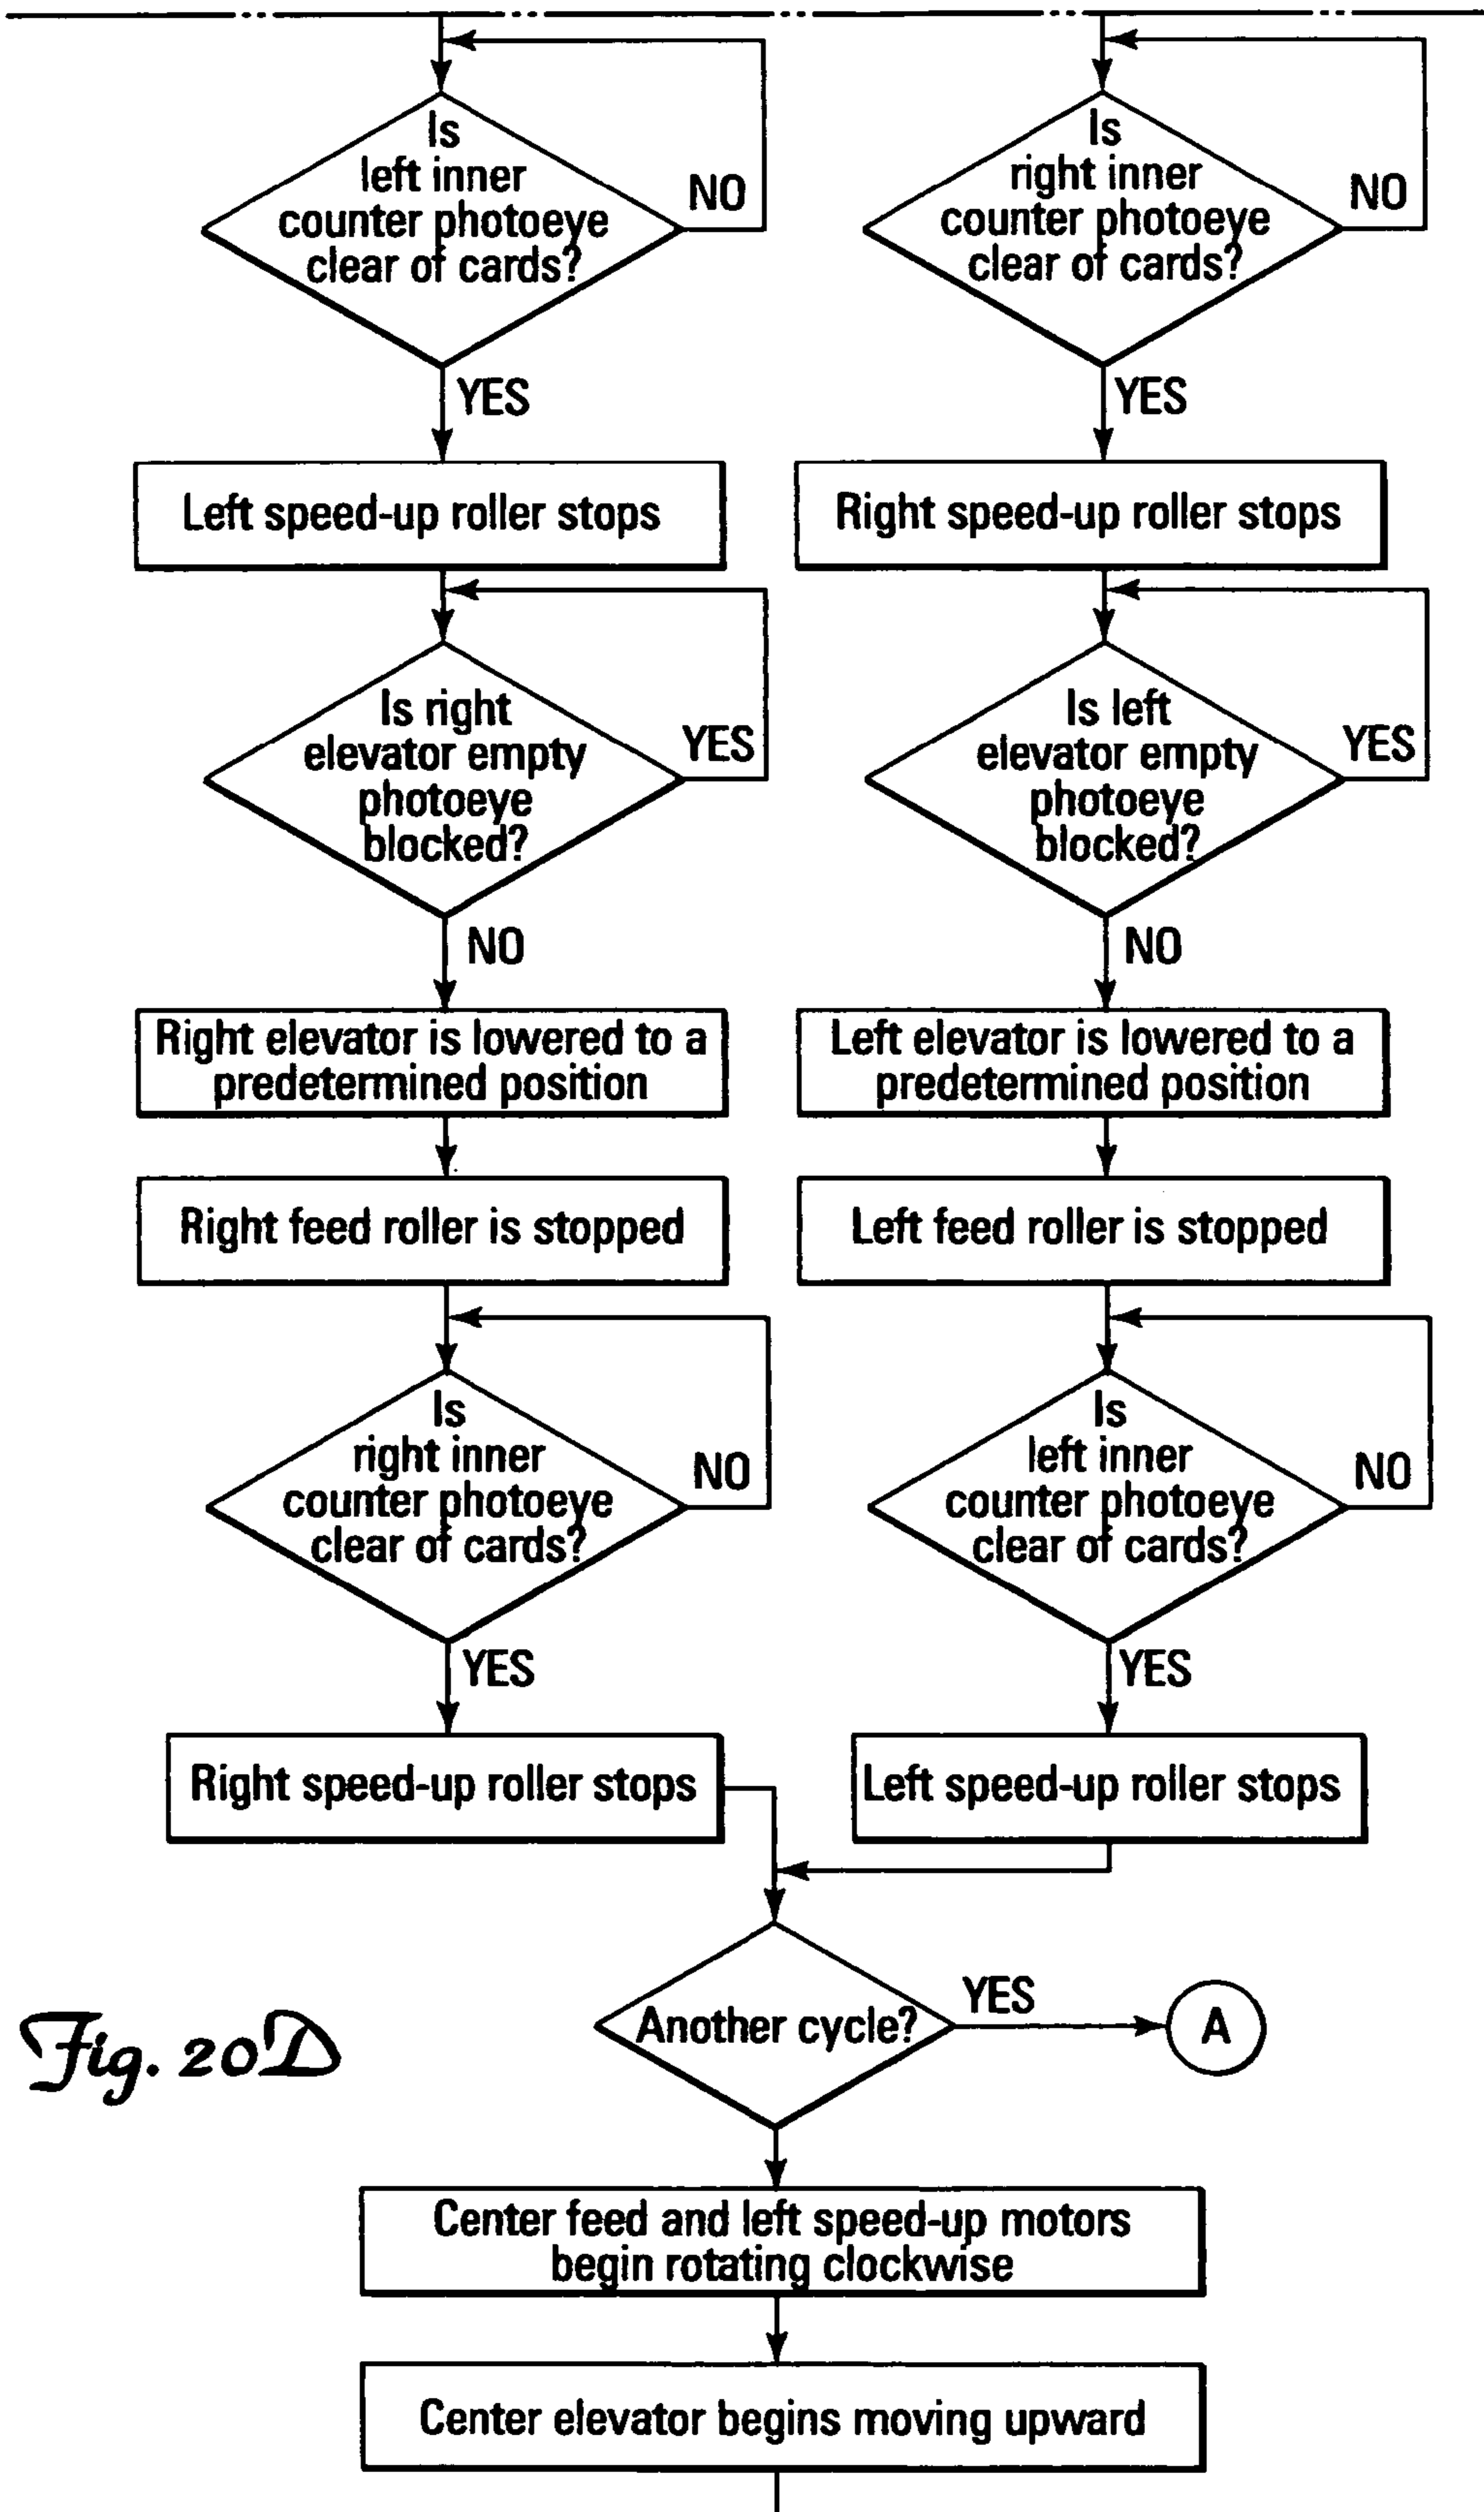 Is
left inner
counter photoeye
clear of cards?
NO
YES
Left speed-up roller stops
Is right
elevator empty
photoeye
blocked?
YES
NO
Right elevator is lowered to a
predetermined position
Right feed roller is stopped
Is
right inner
counter photoeye
clear of cards?
NO
YES
Right speed-up roller stops
Is
right inner
counter photoeye
clear of cards?
NO
YES
Right speed-up roller stops
Is left
elevator empty
photoeye
blocked?
YES
NO
Left elevator is lowered to a
predetermined position
Left feed roller is stopped
Is
left inner
counter photoeye
clear of cards?
NO
YES
Left speed-up roller stops
Another cycle?
YES
A
Center feed and left speed-up motors
begin rotating clockwise
Center elevator begins moving upward
Fig. 20D